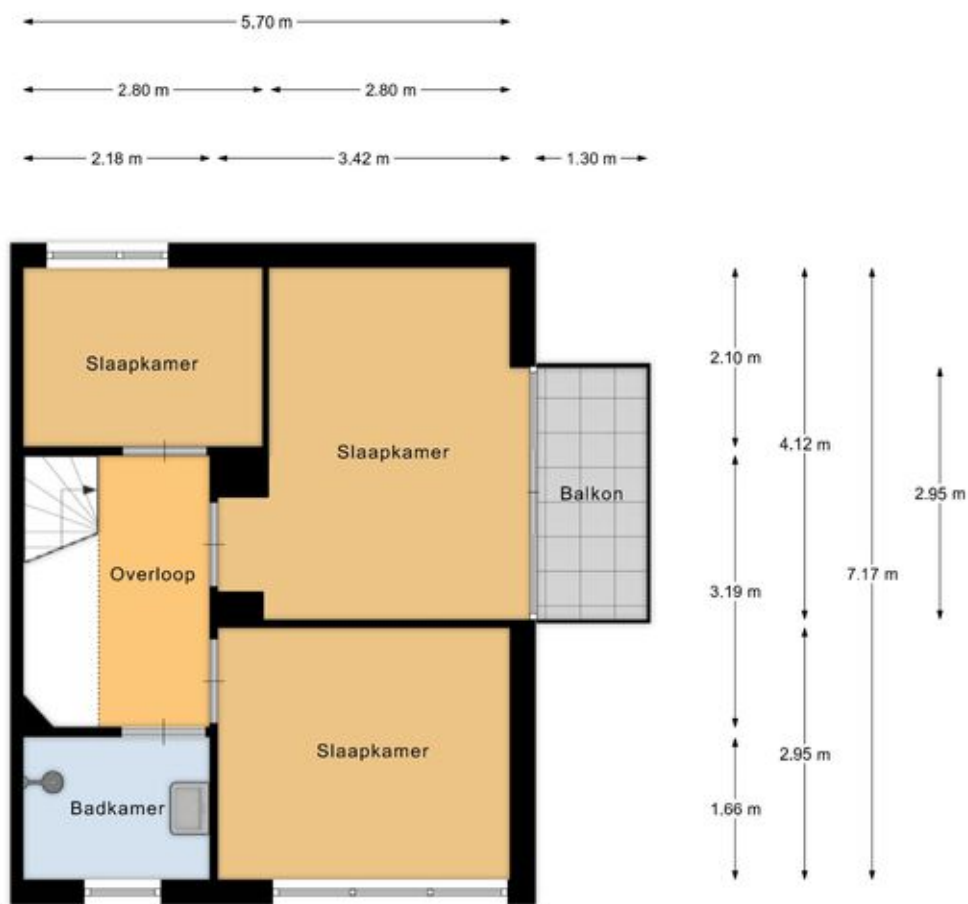 5.70 m
2.80 m 2.80 m
2.18 m 3.42 m 1.30 m
Slaapkamer
2.10 m
Slaapkamer
4.12 m
Balkon
2.95 m
Overloop
7.17 m
3.19 m
Slaapkamer
2.95 m
Badkamer
1.66 m